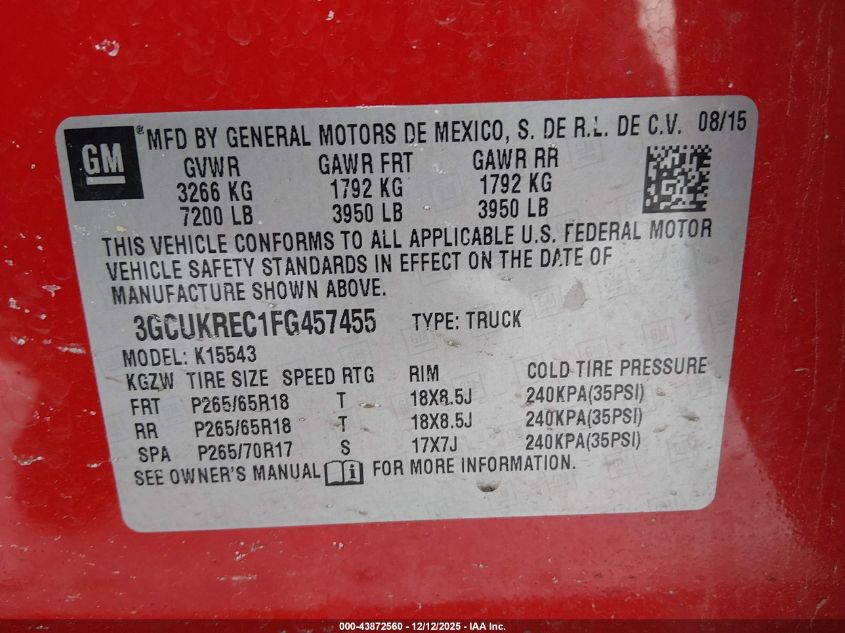 GM ® MFD BY GENERAL MOTORS DE MEXICO, S. DE R.L. DE C.V. 08/15
GVWR GAWR FRT GAWR RR
3266 KG 1792 KG 1792 KG
7200 LB 3950 LB 3950 LB
THIS VEHICLE CONFORMS TO ALL APPLICABLE U.S. FEDERAL MOTOR
VEHICLE SAFETY STANDARDS IN EFFECT ON THE DATE OF
MANUFACTURE SHOWN ABOVE.
3GCUKREC1FG457455 TYPE: TRUCK
MODEL: K15543
KGZW TIRE SIZE SPEED RTG RIM COLD TIRE PRESSURE
FRT P265/65R18 T 18X8.5J 240KPA(35PSI)
RR P265/65R18 T 18X8.5J 240KPA(35PSI)
SPA P265/70R17 S 17X7J 240KPA(35PSI)
SEE OWNER'S MANUAL FOR MORE INFORMATION.
000-43872560 - 12/12/2025 - IAA Inc.